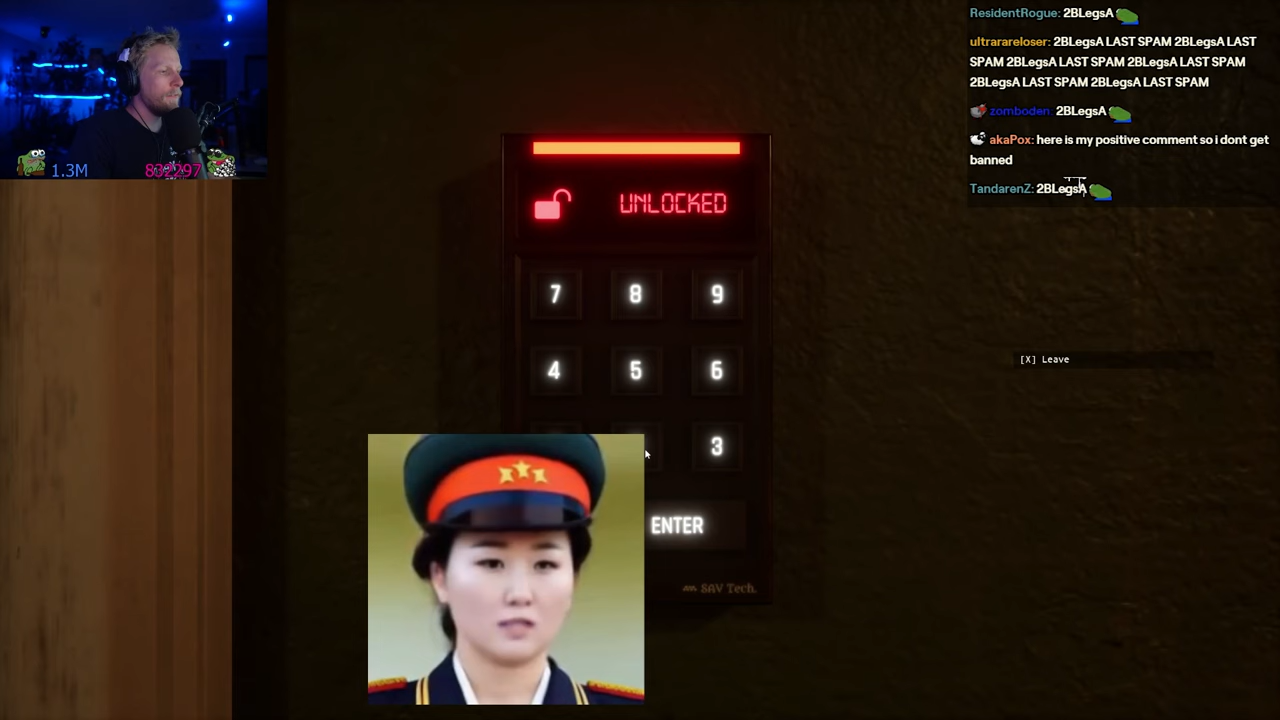 ResidentRogue: 2BLegsA
ultrarareloser: 2BLegsA LAST SPAM 2BLegsA LAST
SPAM 2BLegsA LAST SPAM 2BLegsA LAST SPAM
2BLegsA LAST SPAM 2BLegsA LAST SPAM
zomboden: 2BLegsA
akaPox: here is my positive comment so i dont get
banned
TandarenZ: 2BLegsA
1.3M
832297
UNLOCKED
7 8 9
4 5 6
3
ENTER
SAV Tech.
[X] Leave